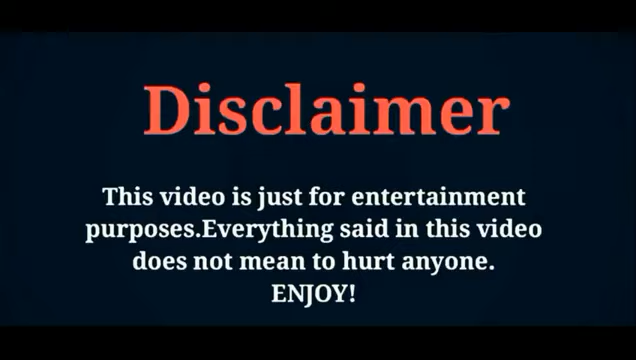 Disclaimer
This video is just for entertainment
purposes.Everything said in this video
does not mean to hurt anyone.
ENJOY!